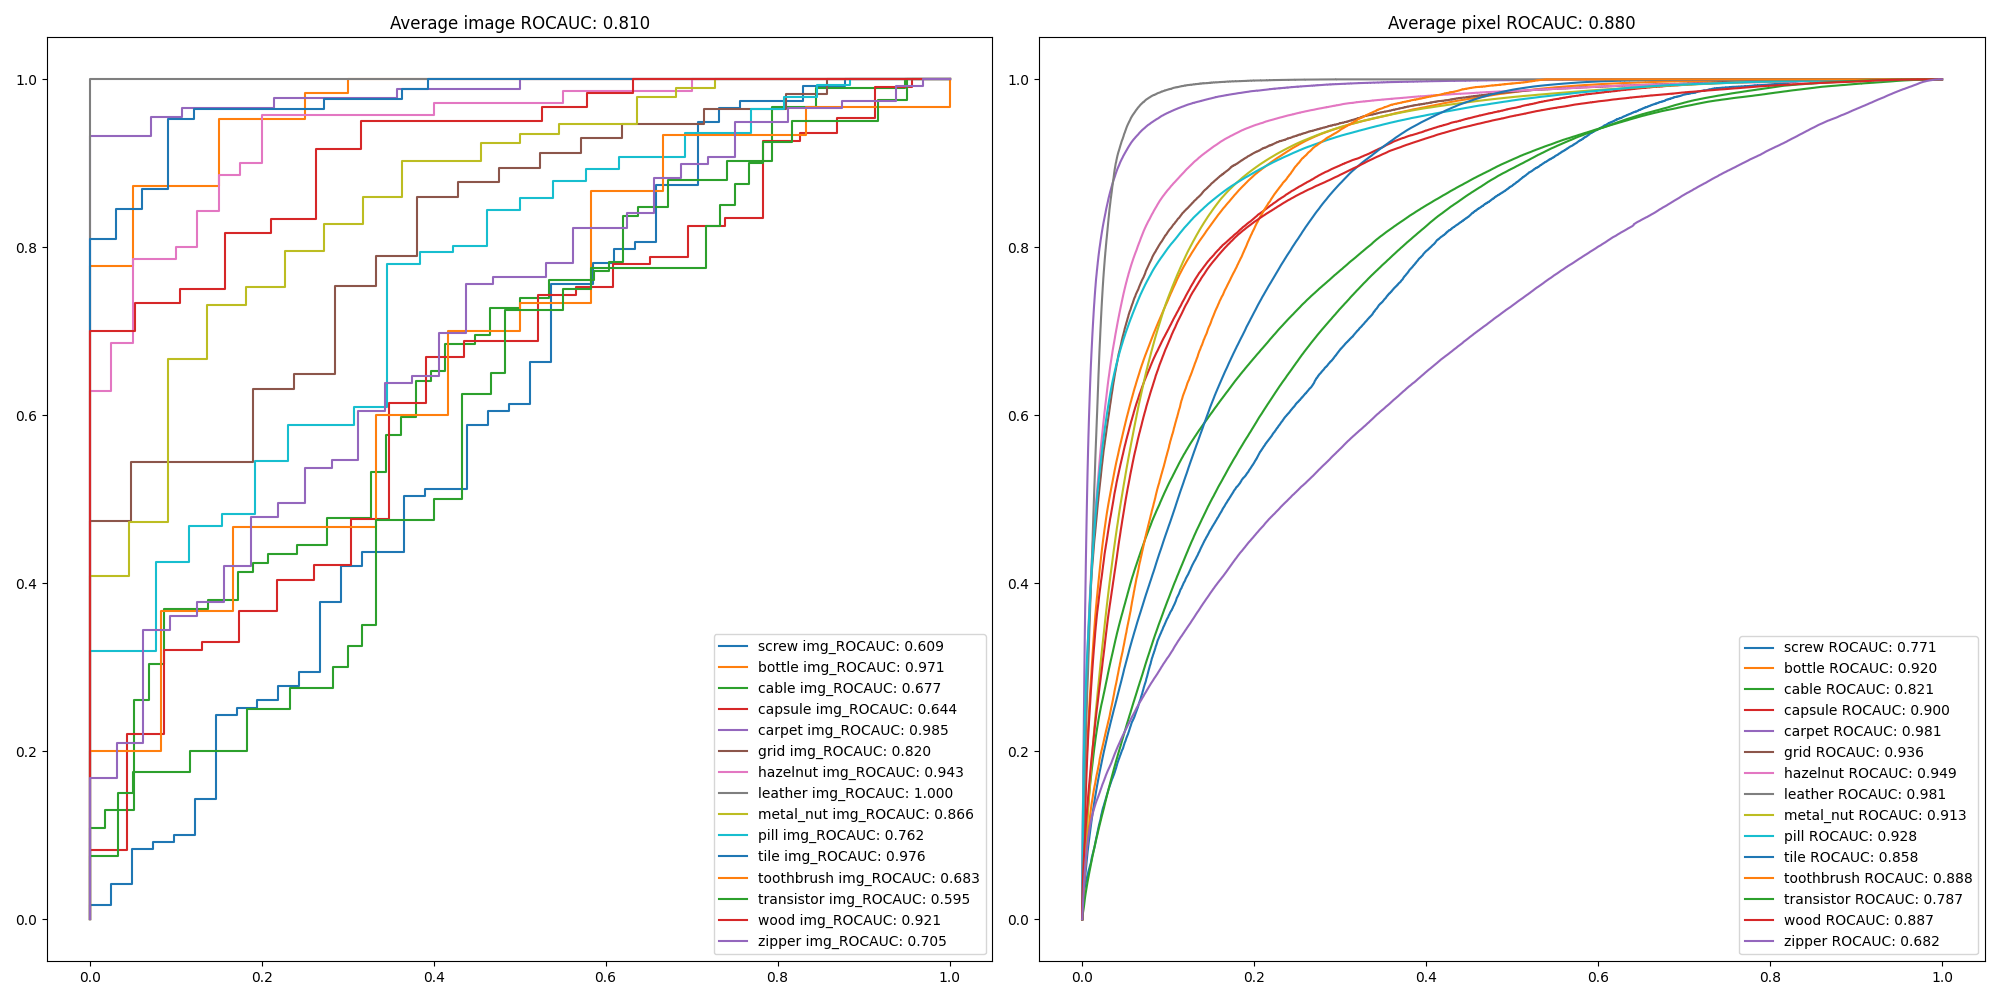 Average image ROCAUC: 0.810
1.0
0.8
0.6
0.4
0.2
0.0
0.0 0.2 0.4 0.6 0.8 1.0
screw img_ROCAUC: 0.609
bottle img_ROCAUC: 0.971
cable img_ROCAUC: 0.677
capsule img_ROCAUC: 0.644
carpet img_ROCAUC: 0.985
grid img_ROCAUC: 0.820
hazelnut img_ROCAUC: 0.943
leather img_ROCAUC: 1.000
metal_nut img_ROCAUC: 0.866
pill img_ROCAUC: 0.762
tile img_ROCAUC: 0.976
toothbrush img_ROCAUC: 0.683
transistor img_ROCAUC: 0.595
wood img_ROCAUC: 0.921
zipper img_ROCAUC: 0.705
Average pixel ROCAUC: 0.880
1.0
0.8
0.6
0.4
0.2
0.0
0.0 0.2 0.4 0.6 0.8 1.0
screw ROCAUC: 0.771
bottle ROCAUC: 0.920
cable ROCAUC: 0.821
capsule ROCAUC: 0.900
carpet ROCAUC: 0.981
grid ROCAUC: 0.936
hazelnut ROCAUC: 0.949
leather ROCAUC: 0.981
metal_nut ROCAUC: 0.913
pill ROCAUC: 0.928
tile ROCAUC: 0.858
toothbrush ROCAUC: 0.888
transistor ROCAUC: 0.787
wood ROCAUC: 0.887
zipper ROCAUC: 0.682